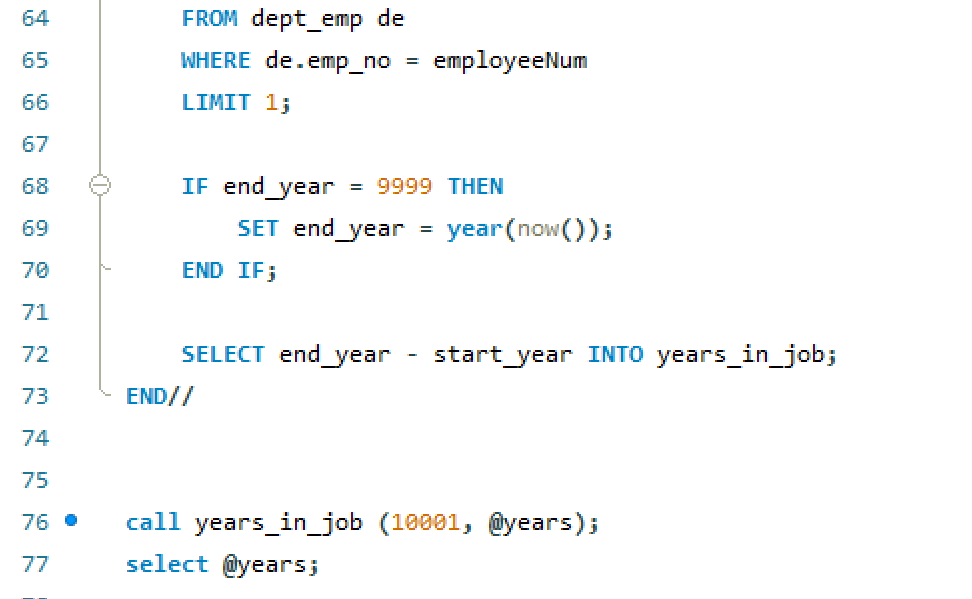 64 FROM dept_emp de
65 WHERE de.emp_no = employeeNum
66 LIMIT 1;
67
68 IF end_year = 9999 THEN
69 SET end_year = year(now());
70 END IF;
71
72 SELECT end_year - start_year INTO years_in_job;
73 END//
74
75
76 call years_in_job (10001, @years);
77 select @years;